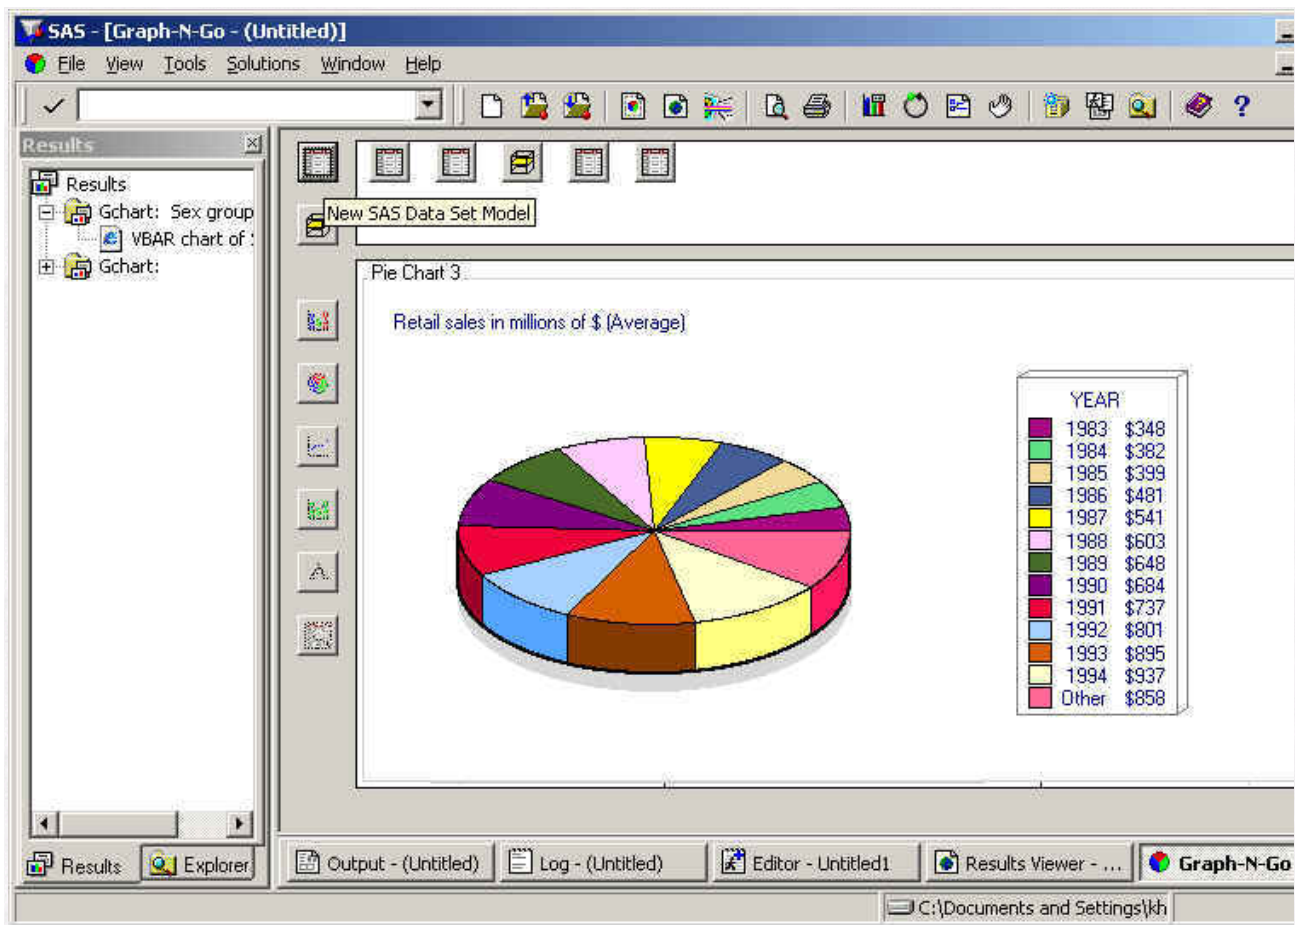 SAS - [Graph-N-Go - (Untitled)]
File View Tools Solutions Window Help
Results
Results
Gchart: Sex group
VBAR chart of
Gchart:
New SAS Data Set Model
Pie Chart 3
Retail sales in millions of $ (Average)
YEAR
1983 $348
1984 $382
1985 $399
1986 $481
1987 $541
1988 $603
1989 $648
1990 $684
1991 $737
1992 $801
1993 $895
1994 $937
Other $858
A
Results Explorer
Output - (Untitled) Log - (Untitled) Editor - Untitled1 Results Viewer - ... Graph-N-Go
C:\Documents and Settings\kh